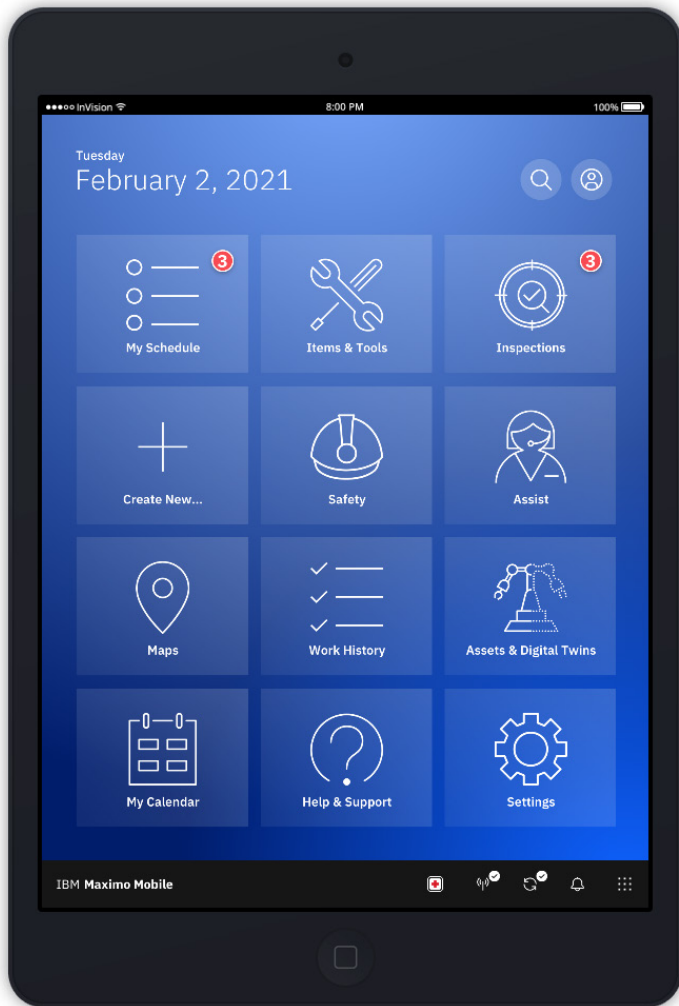 InVision
8:00 PM
100%
Tuesday
February 2, 2021
3
3
My Schedule
Items & Tools
Inspections
Create New...
Safety
Assist
Maps
Work History
Assets & Digital Twins
My Calendar
Help & Support
Settings
IBM Maximo Mobile